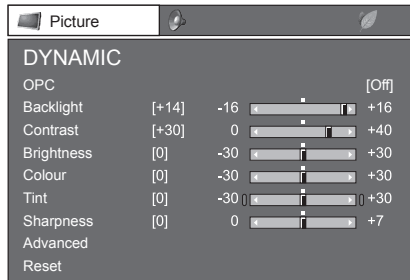 Picture
DYNAMIC
OPC [Off]
Backlight [+14] -16 +16
Contrast [+30] 0 +40
Brightness [0] -30 +30
Colour [0] -30 +30
Tint [0] -30 +30
Sharpness [0] 0 +7
Advanced
Reset